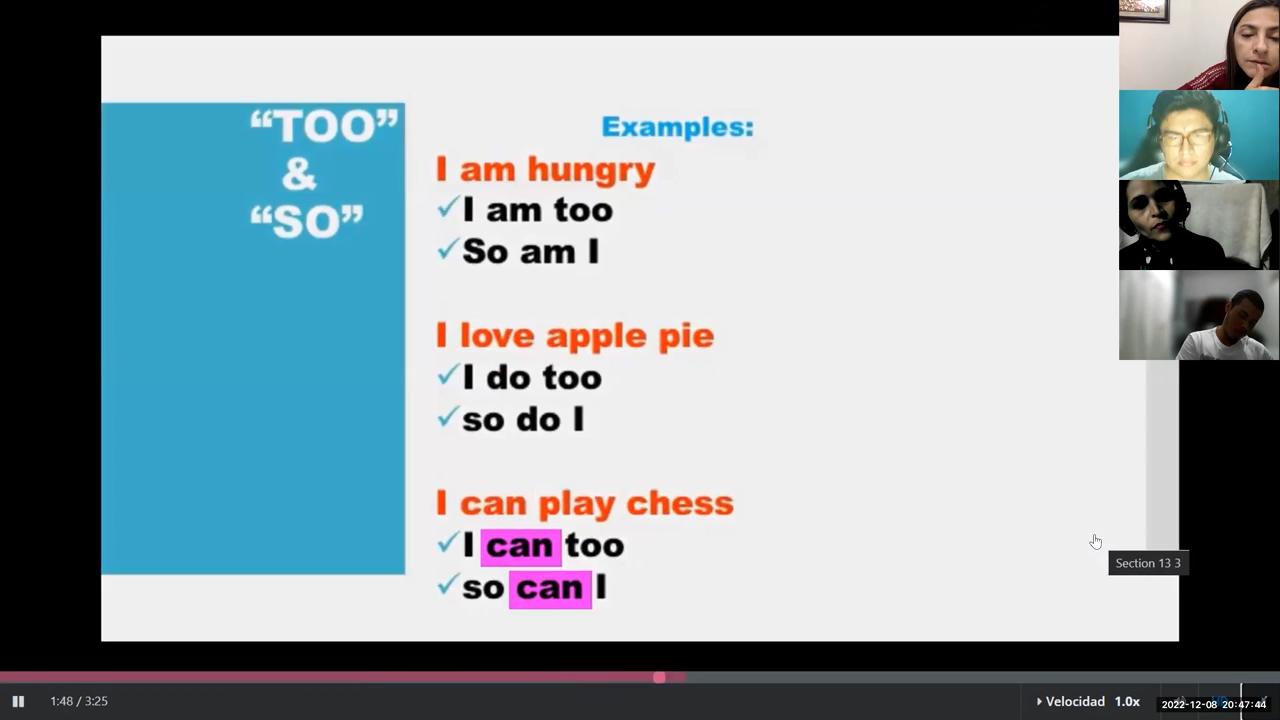 “TOO”
&
“SO”
Examples:
I am hungry
✓I am too
✓So am I
I love apple pie
✓I do too
✓so do I
I can play chess
✓I can too
✓so can I
Section 13 3
1:48 / 3:25
Velocidad 1.0x
2022-12-08 20:47:44